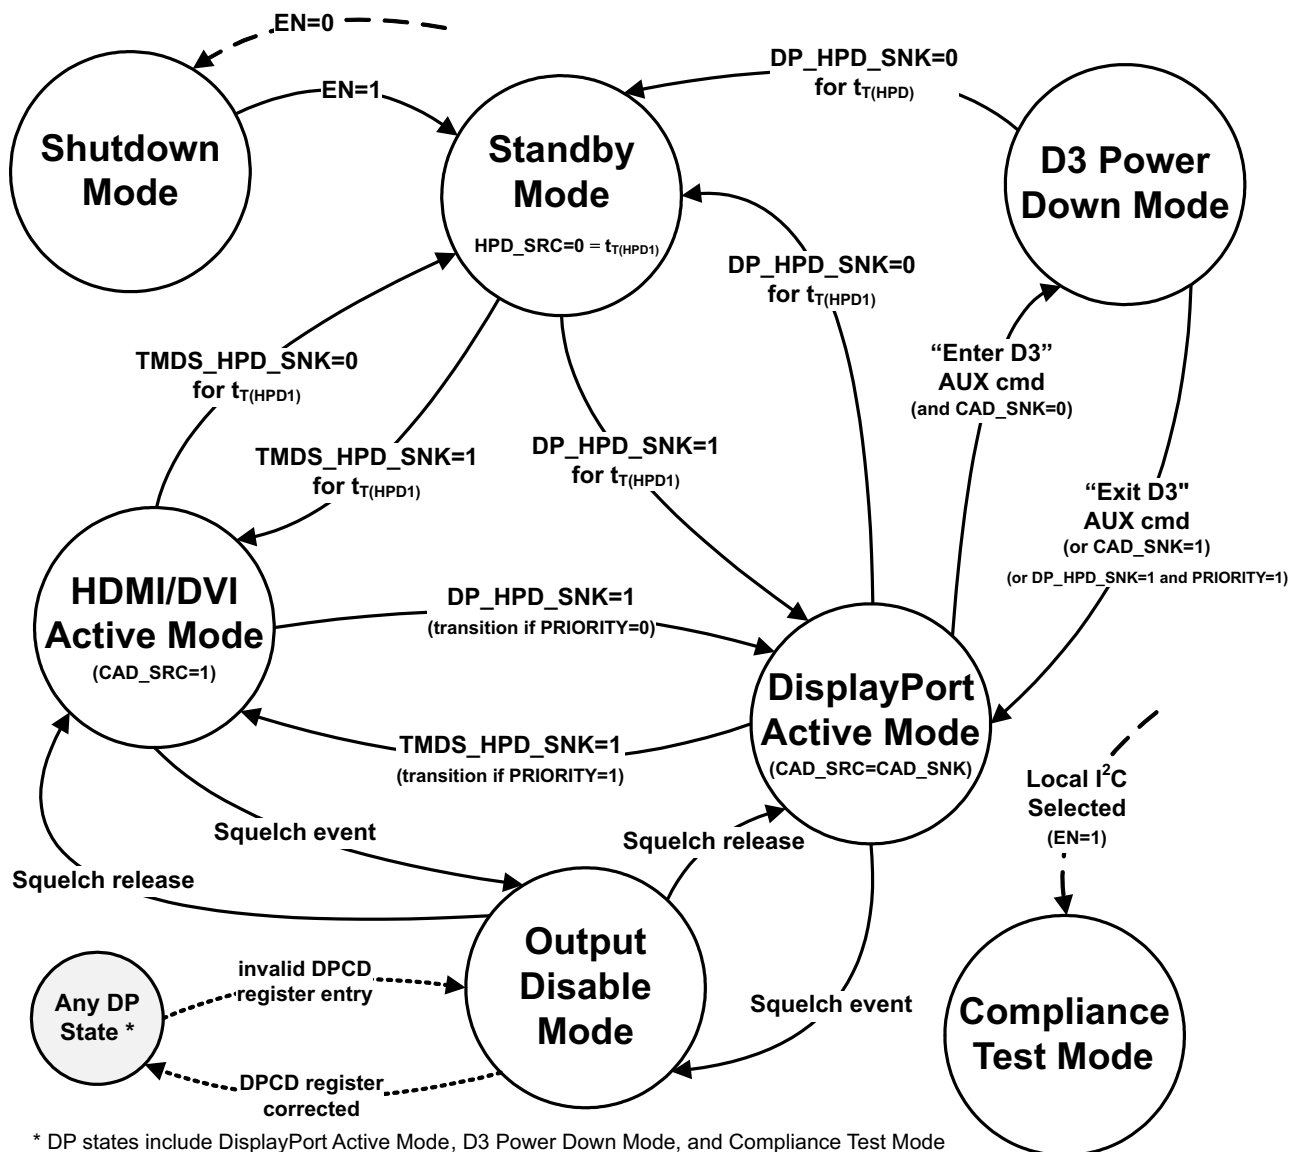 EN=0
EN=1
Shutdown
Mode
Standby
Mode
HPD_SRC=0 = tT(HPD1)
DP_HPD_SNK=0
for tT(HPD)
D3 Power
Down Mode
DP_HPD_SNK=0
for tT(HPD1)
TMDS_HPD_SNK=0
for tT(HPD1)
TMDS_HPD_SNK=1
for tT(HPD1)
DP_HPD_SNK=1
for tT(HPD1)
“Enter D3”
AUX cmd
(and CAD_SNK=0)
“Exit D3"
AUX cmd
(or CAD_SNK=1)
(or DP_HPD_SNK=1 and PRIORITY=1)
HDMI/DVI
Active Mode
(CAD_SRC=1)
DP_HPD_SNK=1
(transition if PRIORITY=0)
TMDS_HPD_SNK=1
(transition if PRIORITY=1)
DisplayPort
Active Mode
(CAD_SRC=CAD_SNK)
Local I²C
Selected
(EN=1)
Squelch event
Squelch release
Squelch release
Squelch event
Output
Disable
Mode
Any DP
State *
invalid DPCD
register entry
DPCD register
corrected
Compliance
Test Mode
* DP states include DisplayPort Active Mode, D3 Power Down Mode, and Compliance Test Mode